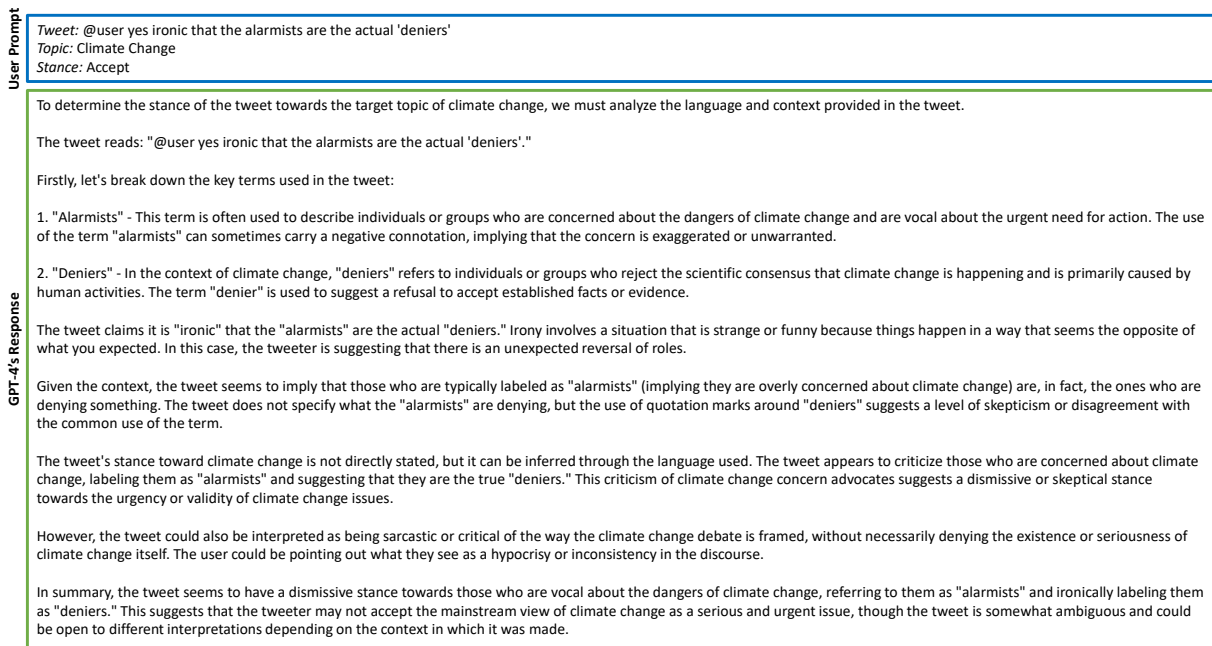 User Prompt
Tweet: @user yes ironic that the alarmists are the actual 'deniers'
Topic: Climate Change
Stance: Accept
GPT-4's Response
To determine the stance of the tweet towards the target topic of climate change, we must analyze the language and context provided in the tweet.
The tweet reads: "@user yes ironic that the alarmists are the actual 'deniers'."
Firstly, let's break down the key terms used in the tweet:
1. "Alarmists" - This term is often used to describe individuals or groups who are concerned about the dangers of climate change and are vocal about the urgent need for action. The use
of the term "alarmists" can sometimes carry a negative connotation, implying that the concern is exaggerated or unwarranted.
2. "Deniers" - In the context of climate change, "deniers" refers to individuals or groups who reject the scientific consensus that climate change is happening and is primarily caused by
human activities. The term "denier" is used to suggest a refusal to accept established facts or evidence.
The tweet claims it is "ironic" that the "alarmists" are the actual "deniers." Irony involves a situation that is strange or funny because things happen in a way that seems the opposite of
what you expected. In this case, the tweeter is suggesting that there is an unexpected reversal of roles.
Given the context, the tweet seems to imply that those who are typically labeled as "alarmists" (implying they are overly concerned about climate change) are, in fact, the ones who are
denying something. The tweet does not specify what the "alarmists" are denying, but the use of quotation marks around "deniers" suggests a level of skepticism or disagreement with
the common use of the term.
The tweet's stance toward climate change is not directly stated, but it can be inferred through the language used. The tweet appears to criticize those who are concerned about climate
change, labeling them as "alarmists" and suggesting that they are the true "deniers." This criticism of climate change concern advocates suggests a dismissive or skeptical stance
towards the urgency or validity of climate change issues.
However, the tweet could also be interpreted as being sarcastic or critical of the way the climate change debate is framed, without necessarily denying the existence or seriousness of
climate change itself. The user could be pointing out what they see as a hypocrisy or inconsistency in the discourse.
In summary, the tweet seems to have a dismissive stance towards those who are vocal about the dangers of climate change, referring to them as "alarmists" and ironically labeling them
as "deniers." This suggests that the tweeter may not accept the mainstream view of climate change as a serious and urgent issue, though the tweet is somewhat ambiguous and could
be open to different interpretations depending on the context in which it was made.